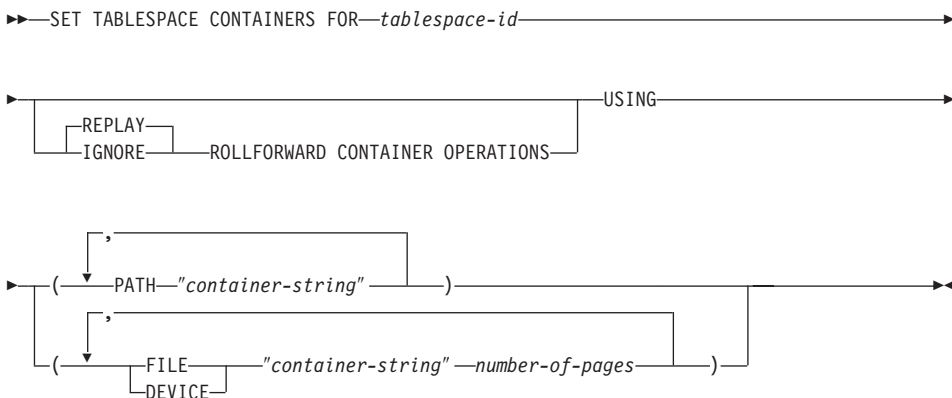 SET TABLESPACE CONTAINERS FOR tablespace-id
USING
REPLAY
IGNORE ROLLFORWARD CONTAINER OPERATIONS
,
( PATH "container-string" )
,
( FILE "container-string" number-of-pages )
DEVICE